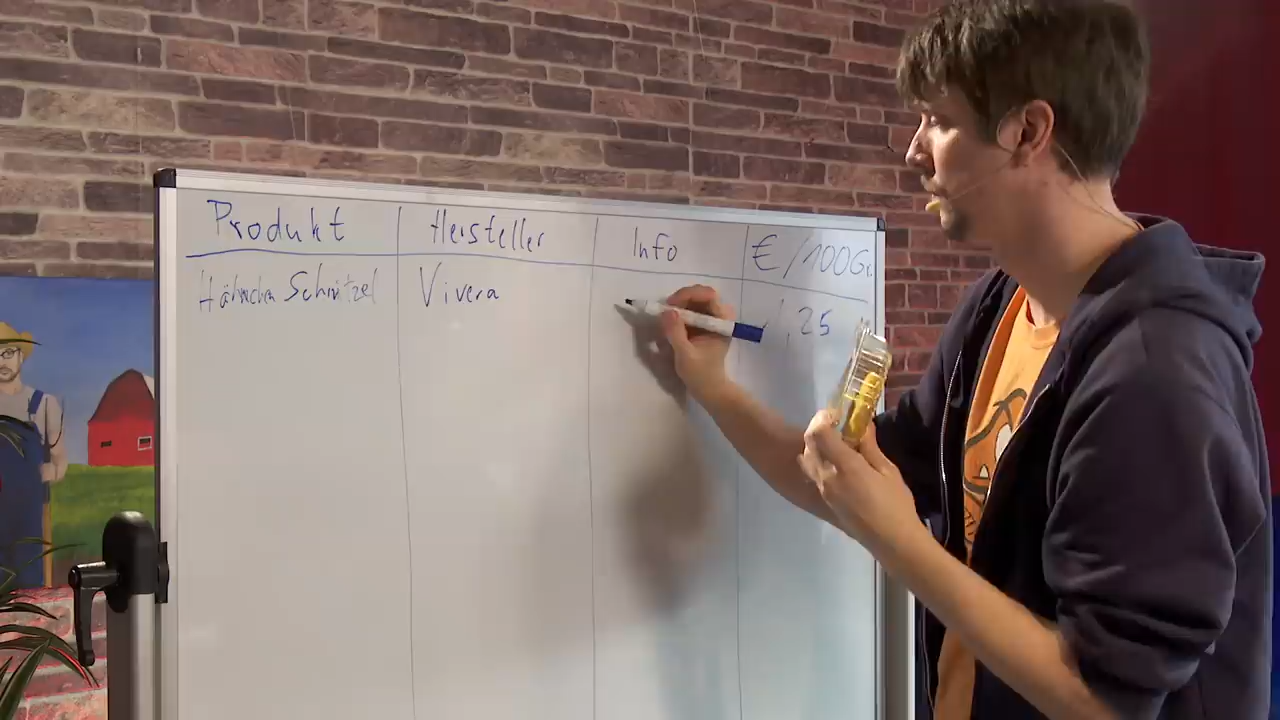 Produkt Hersteller Info €/100Gr.
Hähnchen Schnitzel Vivera 1,25